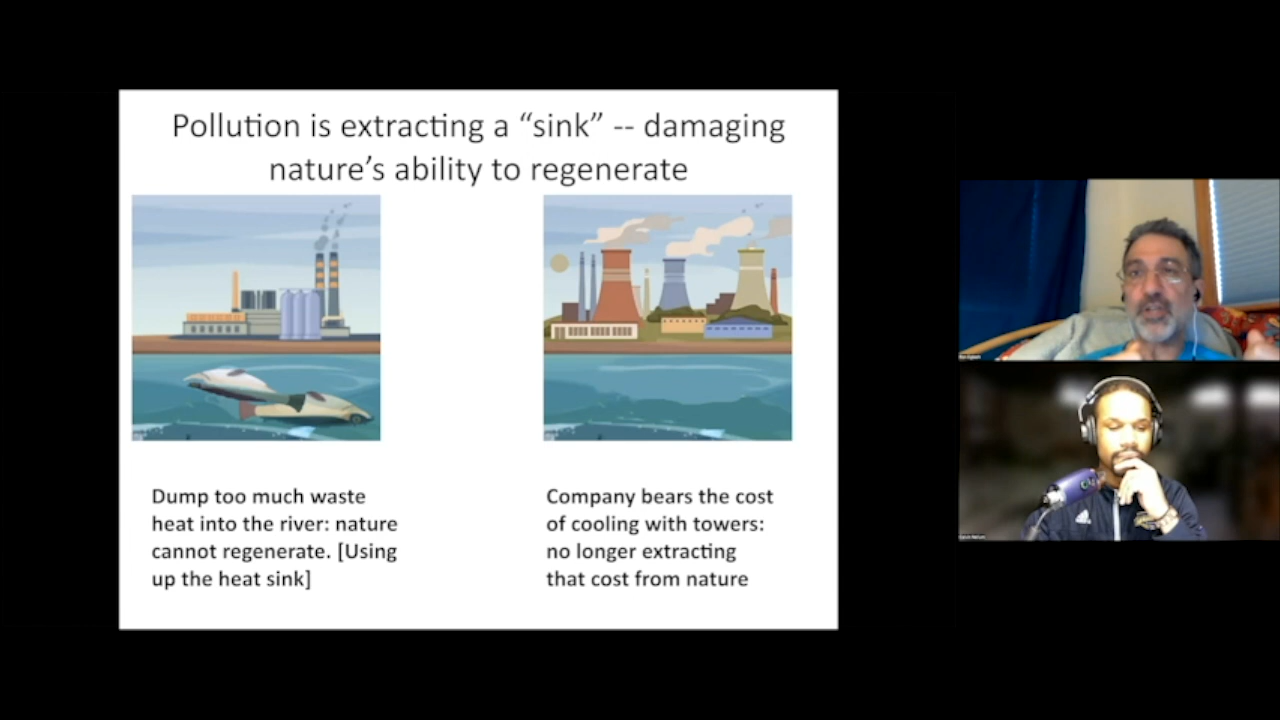 Pollution is extracting a “sink” -- damaging
nature’s ability to regenerate
Dump too much waste
heat into the river: nature
cannot regenerate. [Using
up the heat sink]
Company bears the cost
of cooling with towers:
no longer extracting
that cost from nature